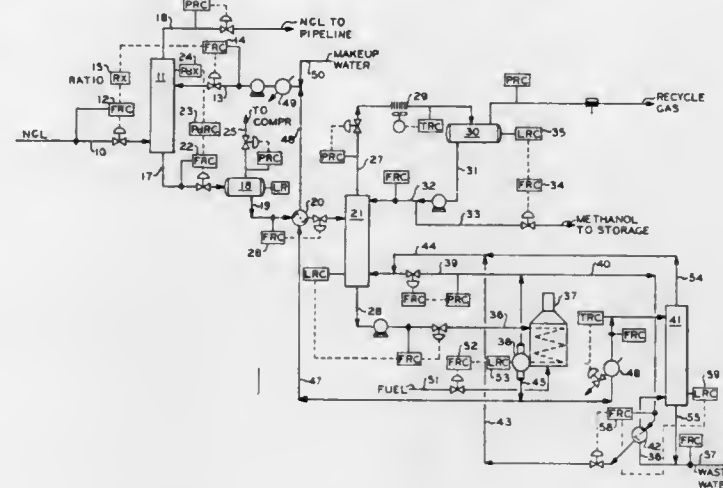 18
PRC
NGL TO
PIPELINE
FRC
14
MAKEUP
WATER
50
15
RX
RATIO
24
PdX
11
13
49
12
FRC
NGL
10
23
PdRC
TO
COMPR
25
22
FRC
17
PRC
18
LR
19
20
FRC
47
29
TRC
PRC
27
30
PRC
RECYCLE
GAS
LRC
35
31
FRC
34
FRC
32
33
METHANOL
TO STORAGE
21
LRC
28
44
39
40
FRC
PRC
54
37
36
FRC
52
FRC
LRC
38
53
45
FUEL
51
TRC
41
FRC
48
43
LRC
59
55
FRC
58
42
56
FRC
57
WAST
WATE